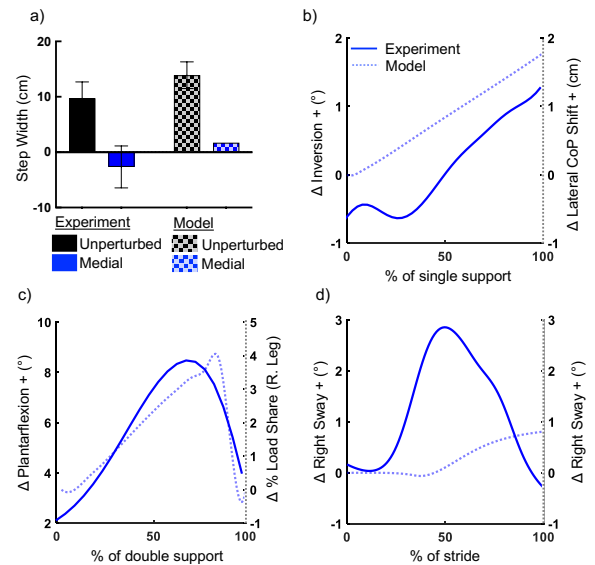 a)
20
10
0
-10
Step Width (cm)
Experiment
Model
Unperturbed
Unperturbed
Medial
Medial
b)
2
1
0
-1
Δ Inversion + (°)
Experiment
Model
2
1
0
-1
Δ Lateral CoP Shift + (cm)
0
50
100
% of single support
c)
10
8
6
4
2
Δ Plantarflexion + (°)
5
4
3
2
1
0
-1
Δ % Load Share (R. Leg)
0
50
100
% of double support
d)
3
2
1
0
-1
Δ Right Sway + (°)
3
2
1
0
-1
Δ Right Sway + (°)
0
50
100
% of stride